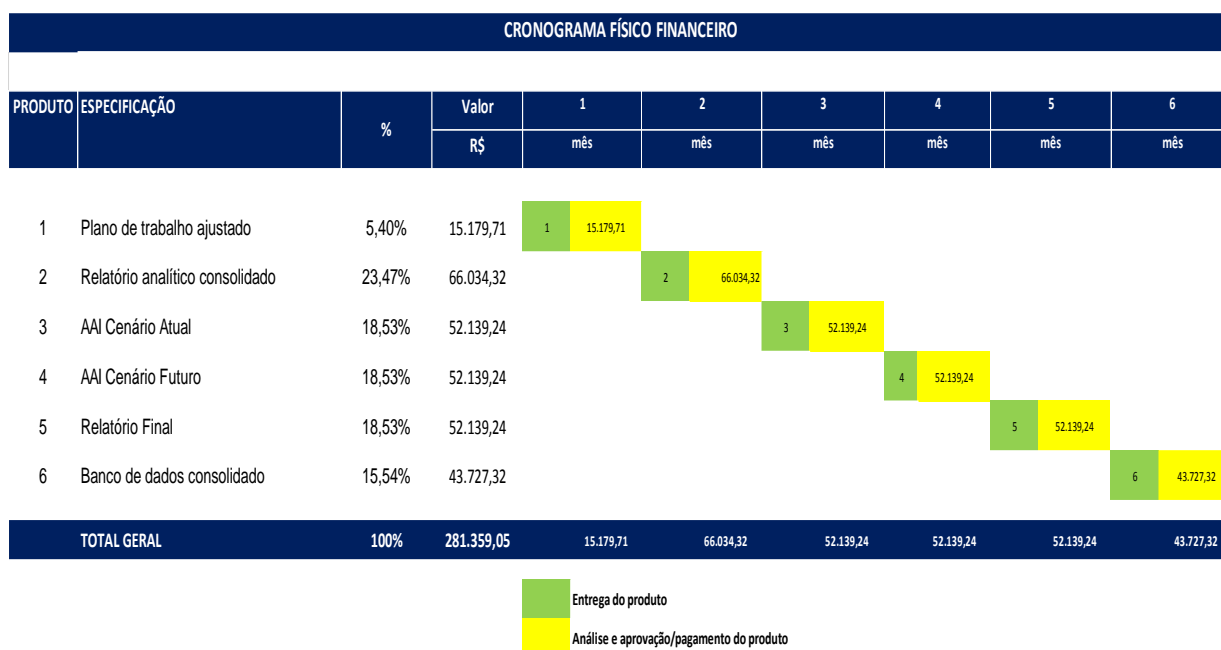 CRONOGRAMA FÍSICO FINANCEIRO
PRODUTO ESPECIFICAÇÃO % Valor 1 2 3 4 5 6
R$ mês mês mês mês mês mês
1 Plano de trabalho ajustado 5,40% 15.179,71 1 15.179,71
2 Relatório analítico consolidado 23,47% 66.034,32 2 66.034,32
3 AAI Cenário Atual 18,53% 52.139,24 3 52.139,24
4 AAI Cenário Futuro 18,53% 52.139,24 4 52.139,24
5 Relatório Final 18,53% 52.139,24 5 52.139,24
6 Banco de dados consolidado 15,54% 43.727,32 6 43.727,32
TOTAL GERAL 100% 281.359,05 15.179,71 66.034,32 52.139,24 52.139,24 52.139,24 43.727,32
Entrega do produto
Análise e aprovação/pagamento do produto